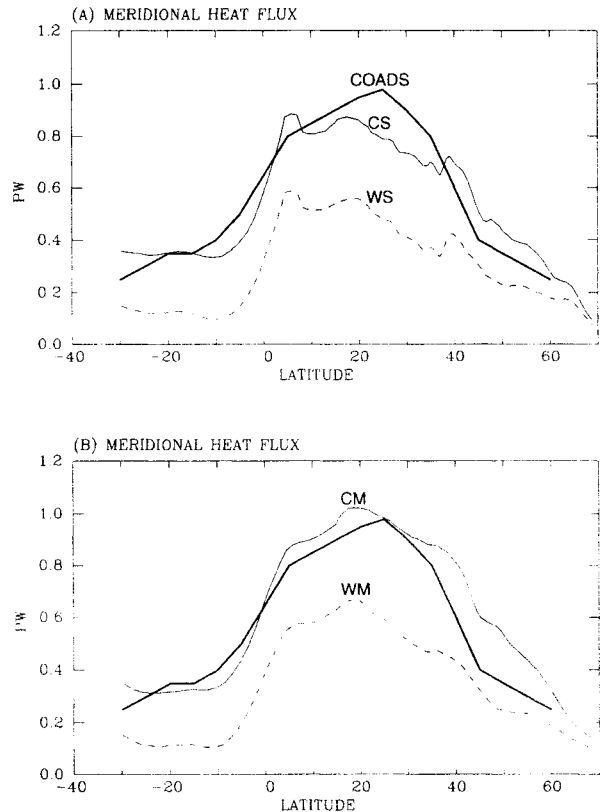 (A) MERIDIONAL HEAT FLUX
1.2
1.0
0.8
0.6
0.4
0.2
0.0
PW
COADS
CS
WS
-40 -20 0 20 40 60
LATITUDE
(B) MERIDIONAL HEAT FLUX
1.2
1.0
0.8
0.6
0.4
0.2
0.0
PW
CM
WM
-40 -20 0 20 40 60
LATITUDE